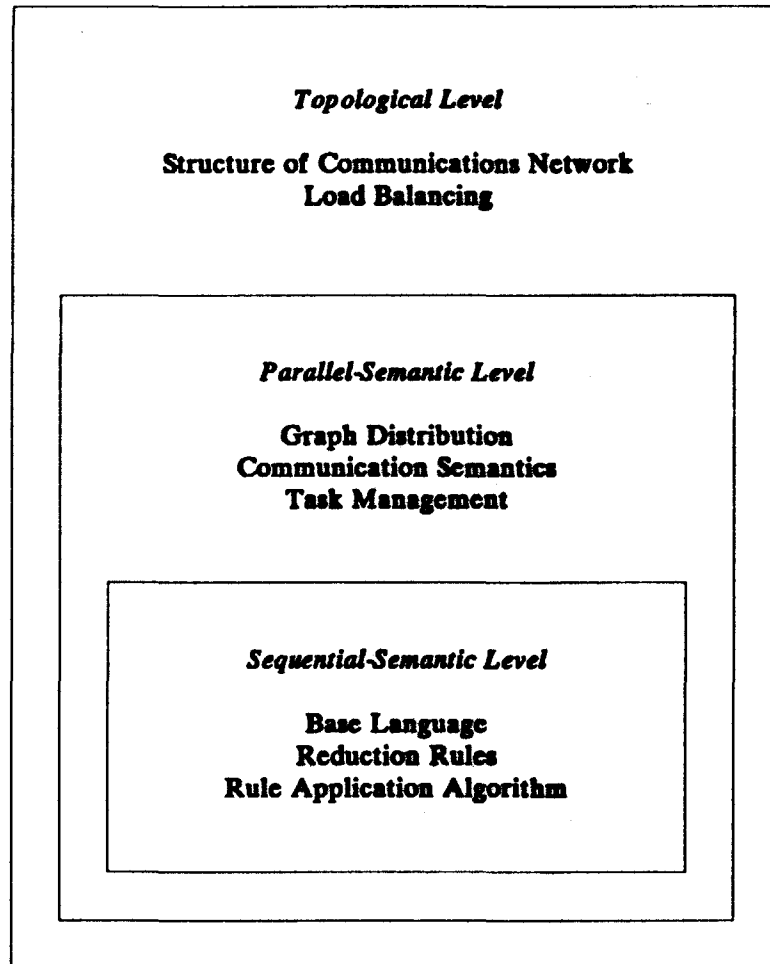 Topological Level
Structure of Communications Network
Load Balancing
Parallel-Semantic Level
Graph Distribution
Communication Semantics
Task Management
Sequential-Semantic Level
Base Language
Reduction Rules
Rule Application Algorithm